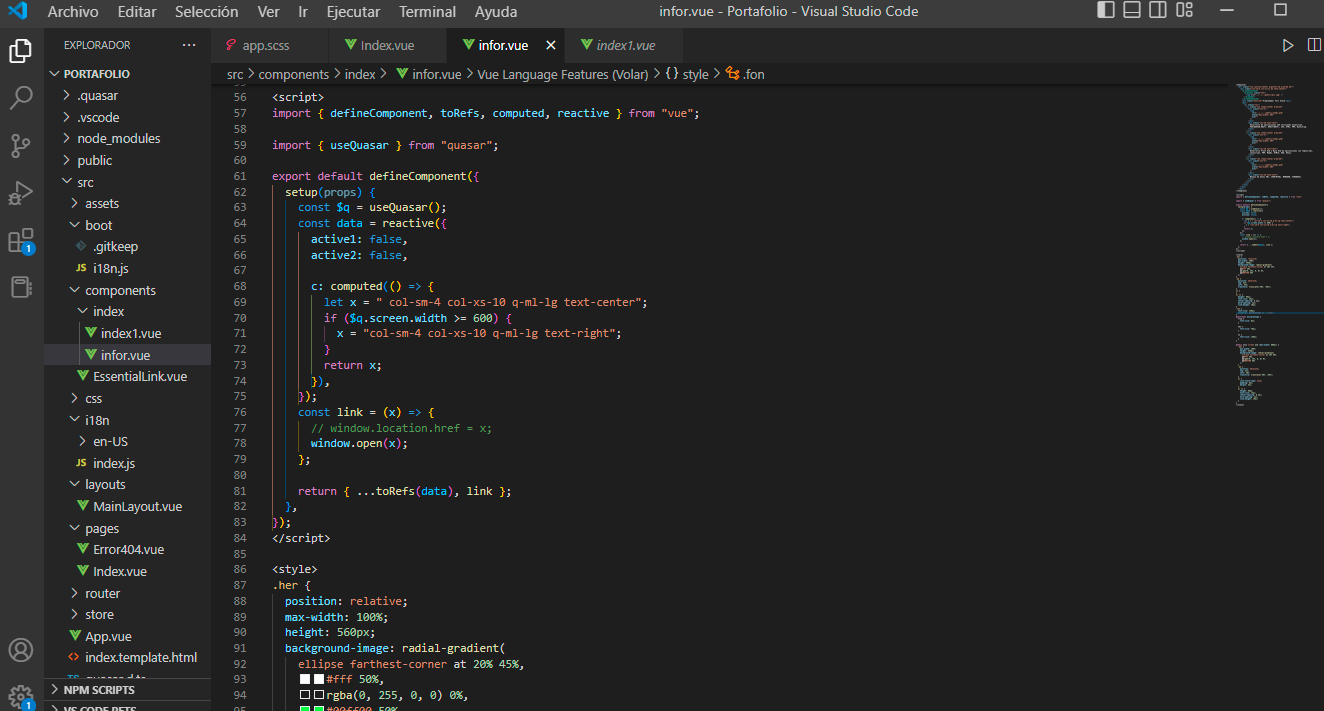 Archivo Editar Selección Ver Ir Ejecutar Terminal Ayuda infor.vue - Portafolio - Visual Studio Code
EXPLORADOR ...
PORTAFOLIO
.quasar
.vscode
node_modules
public
src
assets
boot
.gitkeep
JS i18n.js
components
index
index1.vue
infor.vue
EssentialLink.vue
css
i18n
en-US
JS index.js
layouts
MainLayout.vue
pages
Error404.vue
Index.vue
router
store
App.vue
<> index.template.html
NPM SCRIPTS
VS CODE PETS
1
1
app.scss Index.vue infor.vue index1.vue
src > components > index > infor.vue > Vue Language Features (Volar) > {} style > .fon
56 <script>
57 import { defineComponent, toRefs, computed, reactive } from "vue";
58
59 import { useQuasar } from "quasar";
60
61 export default defineComponent({
62 setup(props) {
63 const $q = useQuasar();
64 const data = reactive({
65 active1: false,
66 active2: false,
67
68 c: computed(() => {
69 let x = " col-sm-4 col-xs-10 q-ml-lg text-center";
70 if ($q.screen.width >= 600) {
71 x = "col-sm-4 col-xs-10 q-ml-lg text-right";
72 }
73 return x;
74 }),
75 });
76 const link = (x) => {
77 // window.location.href = x;
78 window.open(x);
79 };
80
81 return { ...toRefs(data), link };
82 },
83 });
84 </script>
85
86 <style>
87 .her {
88 position: relative;
89 max-width: 100%;
90 height: 560px;
91 background-image: radial-gradient(
92 ellipse farthest-corner at 20% 45%,
93 #fff 50%,
94 rgba(0, 255, 0, 0) 0%,
95 #00ff00 50%